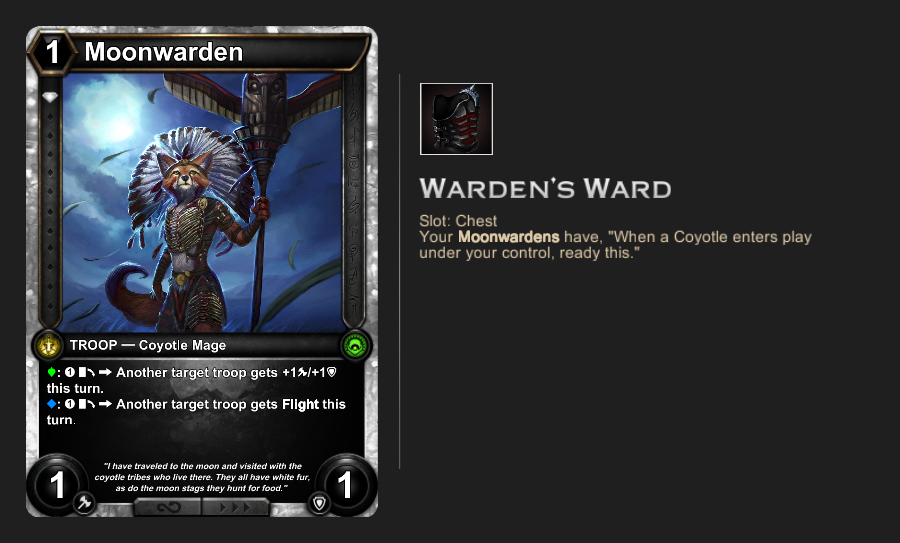 1 Moonwarden
TROOP — Coyotle Mage
: 1 Another target troop gets +1/+1
this turn.
: 1 Another target troop gets Flight this
turn.
"I have traveled to the moon and visited with the
coyotle tribes who live there. They all have white fur,
as do the moon stags they hunt for food."
1 1
WARDEN'S WARD
Slot: Chest
Your Moonwardens have, "When a Coyotle enters play
under your control, ready this."